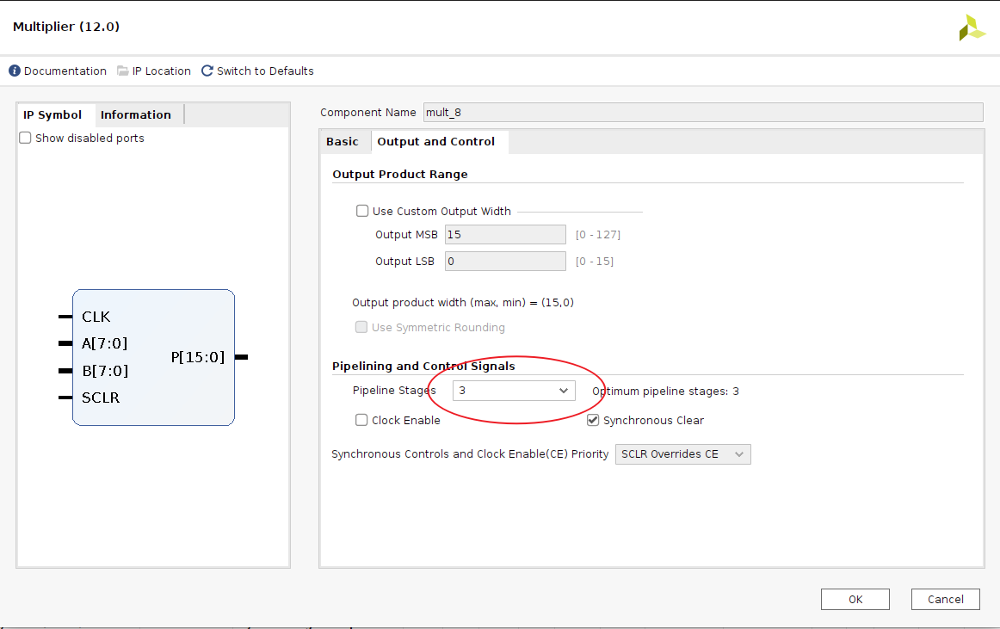 Multiplier (12.0)
Documentation IP Location Switch to Defaults
IP Symbol Information
Show disabled ports
CLK
A[7:0]
B[7:0]
SCLR
P[15:0]
Component Name mult_8
Basic Output and Control
Output Product Range
Use Custom Output Width
Output MSB 15 [0 - 127]
Output LSB 0 [0 - 15]
Output product width (max, min) = (15,0)
Use Symmetric Rounding
Pipelining and Control Signals
Pipeline Stages 3 Optimum pipeline stages: 3
Clock Enable Synchronous Clear
Synchronous Controls and Clock Enable(CE) Priority SCLR Overrides CE
OK Cancel